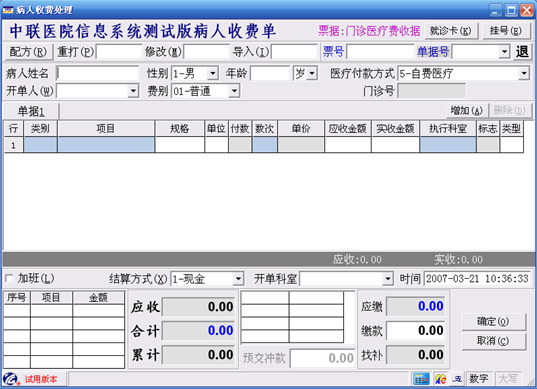 病人收费处理
中联医院信息系统测试版病人收费单 票据:门诊医疗费收据 就诊卡(K) 挂号(E)
配方(R) 重打(P) 修改(M) 导入(I) 票号 单据号 退
病人姓名 性别 1-男 年龄 岁 医疗付款方式 5-自费医疗
开单人(W) 费别 01-普通 门诊号
单据1 增加(A) 删除(D)
行 类别 项目 规格 单位 付数 数次 单价 应收金额 实收金额 执行科室 标志 类型
1
应收:0.00 实收:0.00
加班(L) 结算方式(X) 1-现金 开单科室 时间 2007-03-21 10:36:33
序号 项目 金额
应收 0.00 应缴 0.00
合计 0.00 缴款 0.00 确定(O)
累计 0.00 预交冲款 0.00 找补 0.00 取消(C)
试用版本 五 数字 大写